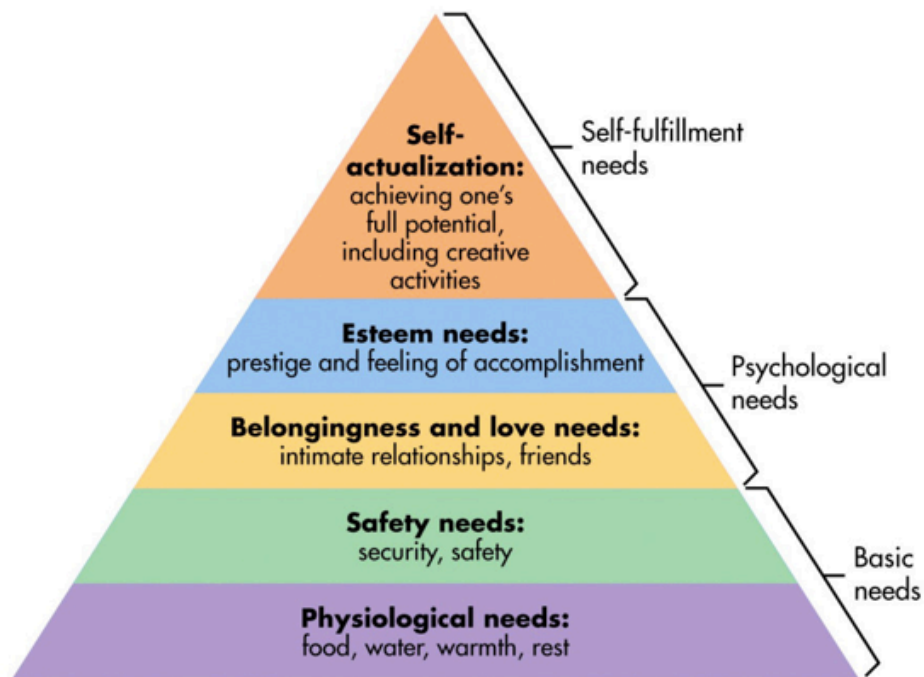 Self-
actualization:
achieving one's
full potential,
including creative
activities
Self-fulfillment
needs
Esteem needs:
prestige and feeling of accomplishment
Psychological
needs
Belongingness and love needs:
intimate relationships, friends
Safety needs:
security, safety
Basic
needs
Physiological needs:
food, water, warmth, rest